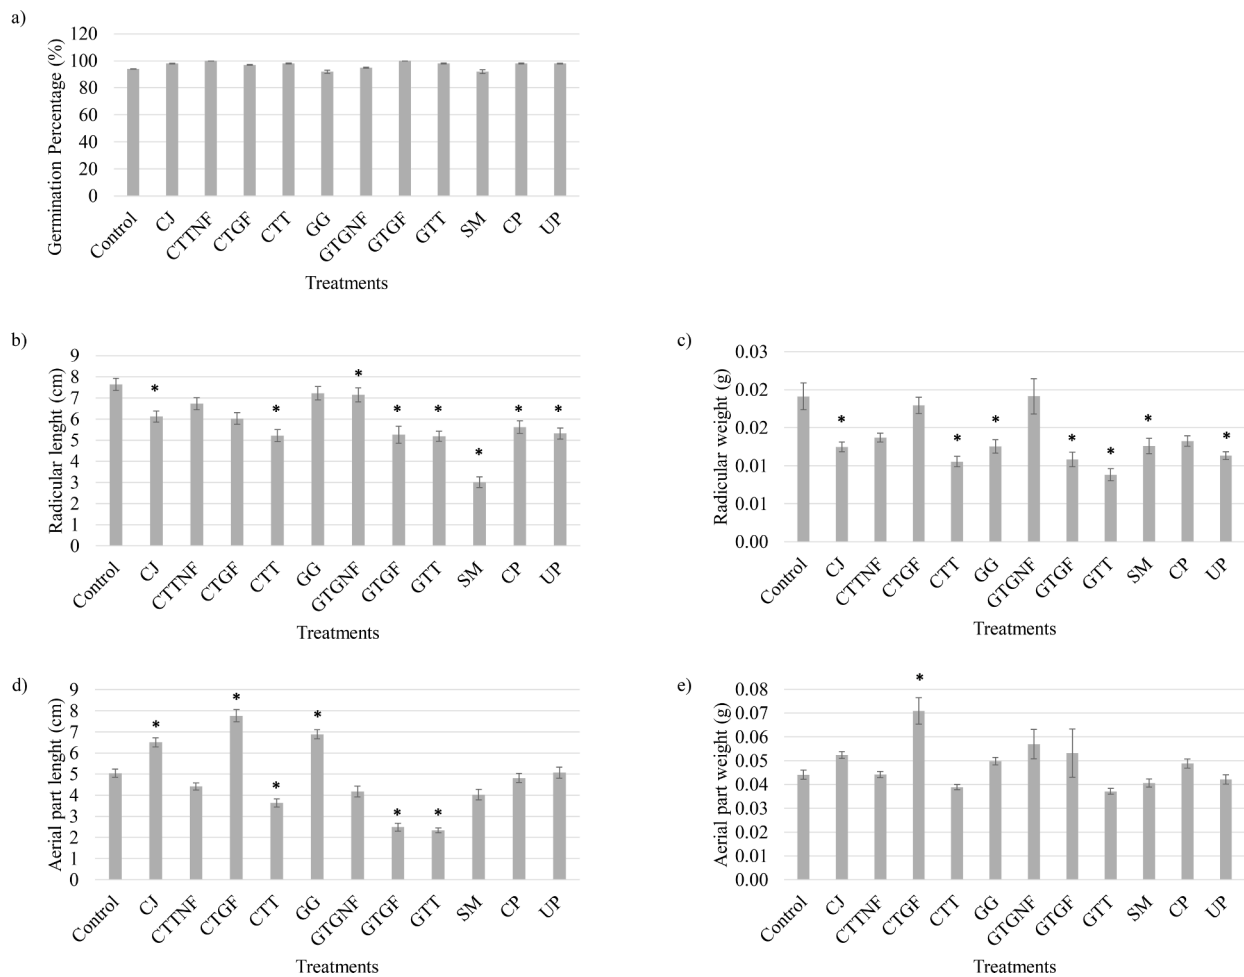 a)
Germination Percentage (%)
120
100
80
60
40
20
0
Control
CJ
CTTNF
CTGF
CTT
GG
GTGNF
GTGF
GTT
SM
CP
UP
Treatments
b)
Radicular lenght (cm)
9
8
7
6
5
4
3
2
1
0
*
*
*
*
*
*
*
*
Control
CJ
CTTNF
CTGF
CTT
GG
GTGNF
GTGF
GTT
SM
CP
UP
Treatments
c)
Radicular weight (g)
0.03
0.02
0.02
0.01
0.01
0.00
*
*
*
*
*
*
*
Control
CJ
CTTNF
CTGF
CTT
GG
GTGNF
GTGF
GTT
SM
CP
UP
Treatments
d)
Aerial part lenght (cm)
9
8
7
6
5
4
3
2
1
0
*
*
*
*
*
*
Control
CJ
CTTNF
CTGF
CTT
GG
GTGNF
GTGF
GTT
SM
CP
UP
Treatments
e)
Aerial part weight (g)
0.08
0.07
0.06
0.05
0.04
0.03
0.02
0.01
0.00
*
Control
CJ
CTTNF
CTGF
CTT
GG
GTGNF
GTGF
GTT
SM
CP
UP
Treatments